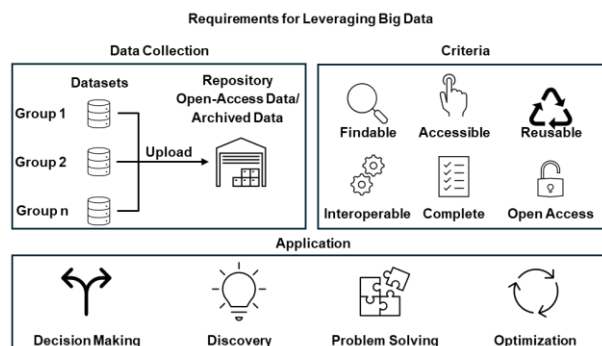 Requirements for Leveraging Big Data
Data Collection
Datasets
Repository
Open-Access Data/
Archived Data
Group 1
Group 2
Group n
Upload
Criteria
Findable
Accessible
Reusable
Interoperable
Complete
Open Access
Application
Decision Making
Discovery
Problem Solving
Optimization